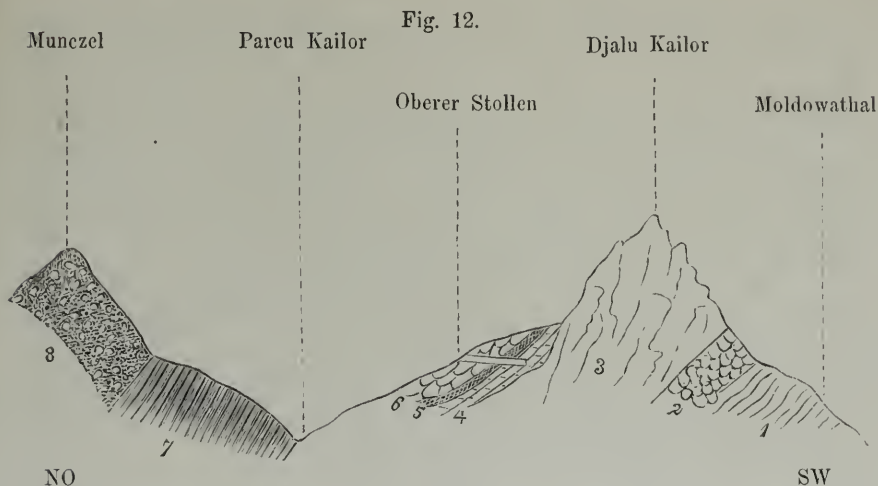 Fig. 12.
Munczel
Pareu Kailor
Djalu Kailor
Oberer Stollen
Moldowathal
8
7
6
5
4
3
2
1
NO
SW